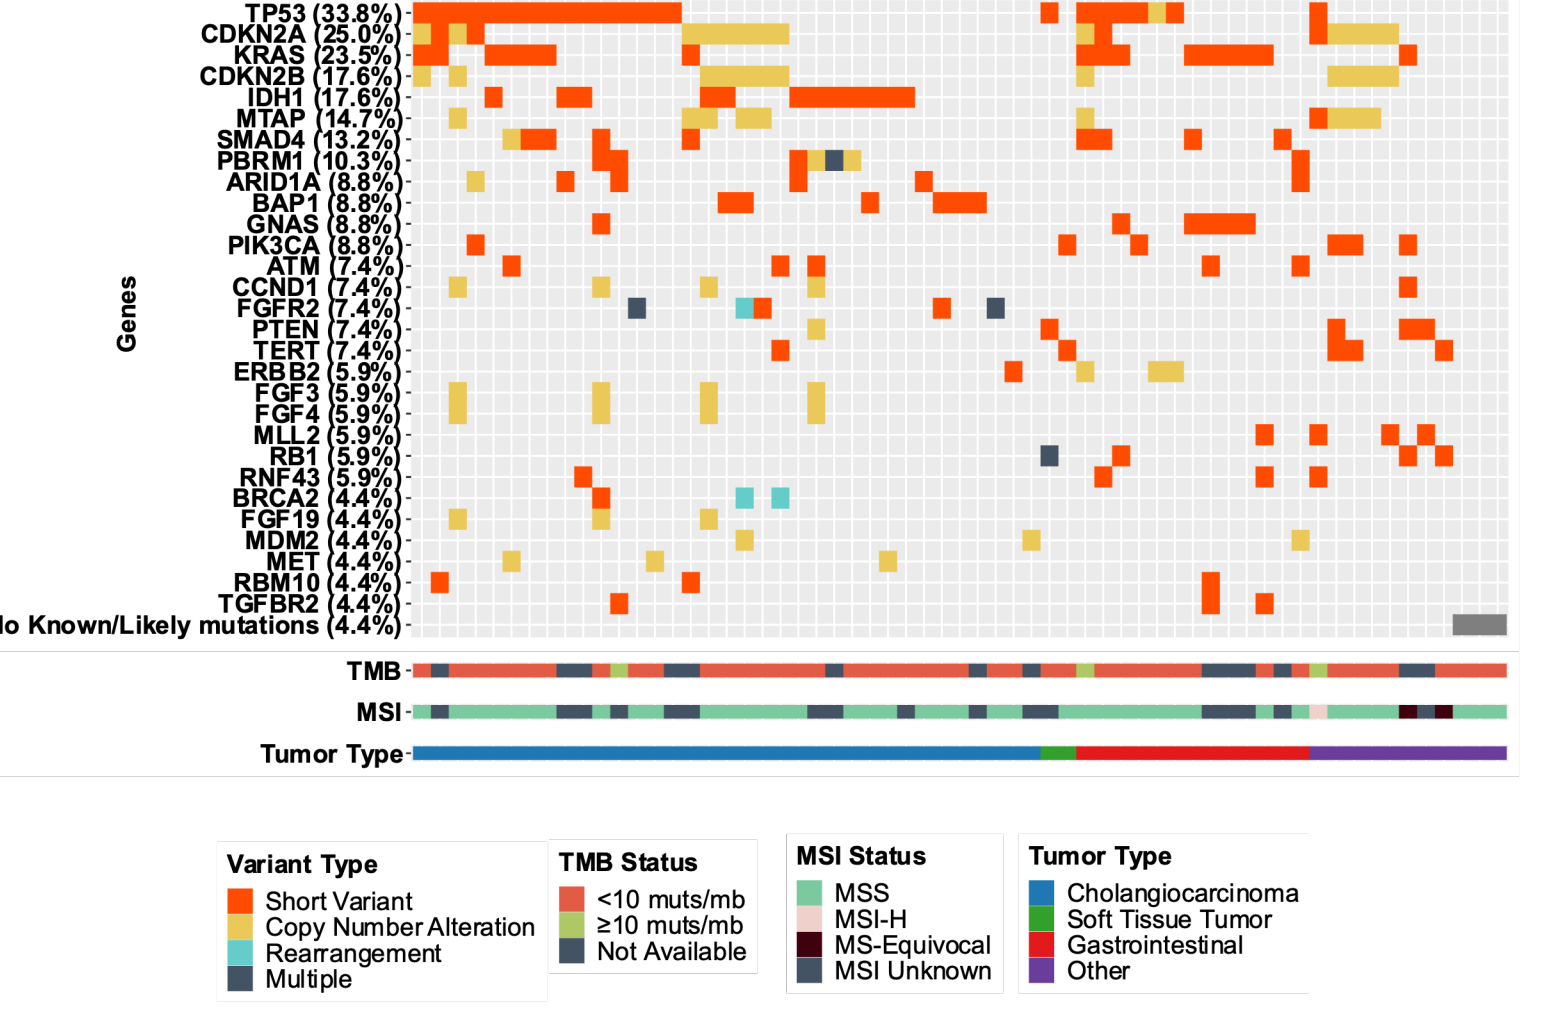 TP53 (33.8%)
CDKN2A (25.0%)
KRAS (23.5%)
CDKN2B (17.6%)
IDH1 (17.6%)
MTAP (14.7%)
SMAD4 (13.2%)
PBRM1 (10.3%)
ARID1A (8.8%)
BAP1 (8.8%)
GNAS (8.8%)
PIK3CA (8.8%)
ATM (7.4%)
CCND1 (7.4%)
FGFR2 (7.4%)
PTEN (7.4%)
TERT (7.4%)
ERBB2 (5.9%)
FGF3 (5.9%)
FGF4 (5.9%)
MLL2 (5.9%)
RB1 (5.9%)
RNF43 (5.9%)
BRCA2 (4.4%)
FGF19 (4.4%)
MDM2 (4.4%)
MET (4.4%)
RBM10 (4.4%)
TGFBR2 (4.4%)
Known/Likely mutations (4.4%)
Genes
TMB
MSI
Tumor Type
Variant Type
Short Variant
Copy Number Alteration
Rearrangement
Multiple
TMB Status
<10 muts/mb
≥10 muts/mb
Not Available
MSI Status
MSS
MSI-H
MS-Equivocal
MSI Unknown
Tumor Type
Cholangiocarcinoma
Soft Tissue Tumor
Gastrointestinal
Other